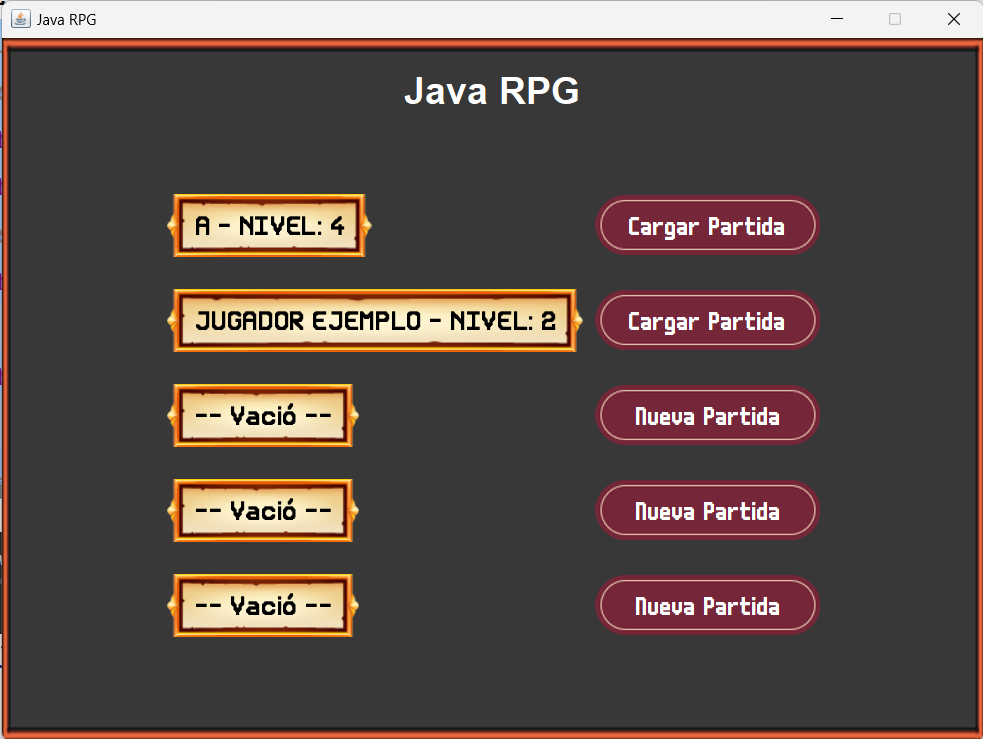 Java RPG
Java RPG
A - NIVEL: 4
Cargar Partida
JUGADOR EJEMPLO - NIVEL: 2
Cargar Partida
-- Vació --
Nueva Partida
-- Vació --
Nueva Partida
-- Vació --
Nueva Partida